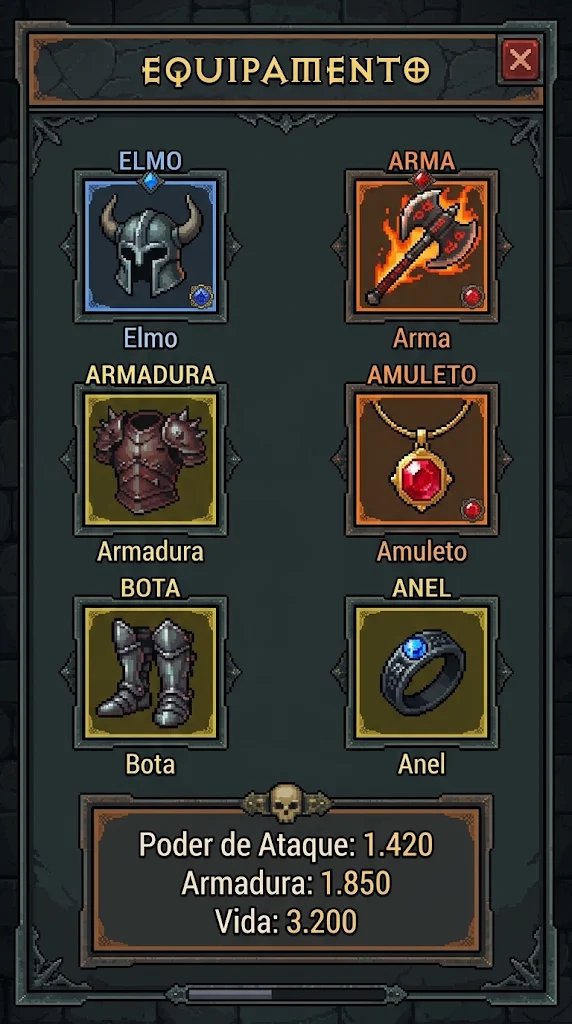 EQUIPAMENTO
ELMO
Elmo
ARMA
Arma
ARMADURA
Armadura
AMULETO
Amuleto
BOTA
Bota
ANEL
Anel
Poder de Ataque: 1.420
Armadura: 1.850
Vida: 3.200